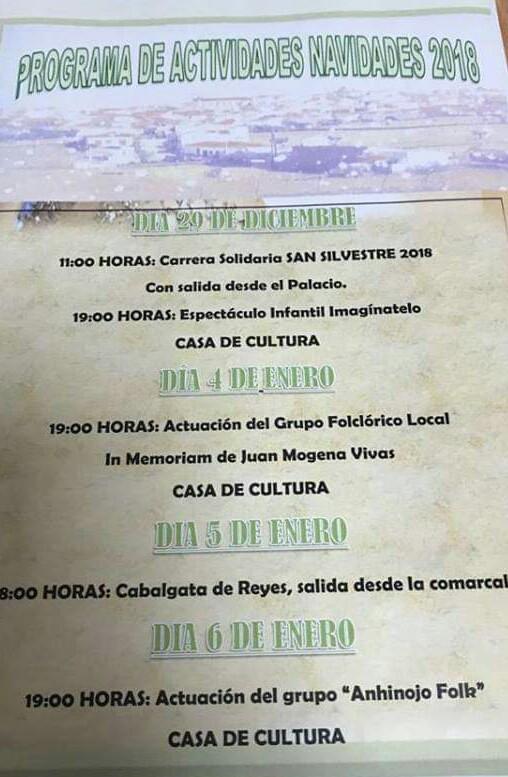 PROGRAMA DE ACTIVIDADES NAVIDADES 2018
DIA 29 DE DICIEMBRE
11:00 HORAS: Carrera Solidaria SAN SILVESTRE 2018
Con salida desde el Palacio.
19:00 HORAS: Espectáculo Infantil Imagínatelo
CASA DE CULTURA
DÍA 4 DE ENERO
19:00 HORAS: Actuación del Grupo Folclórico Local
In Memoriam de Juan Mogena Vivas
CASA DE CULTURA
DIA 5 DE ENERO
8:00 HORAS: Cabalgata de Reyes, salida desde la comarcal
DIA 6 DE ENERO
19:00 HORAS: Actuación del grupo “Anhinojo Folk”
CASA DE CULTURA